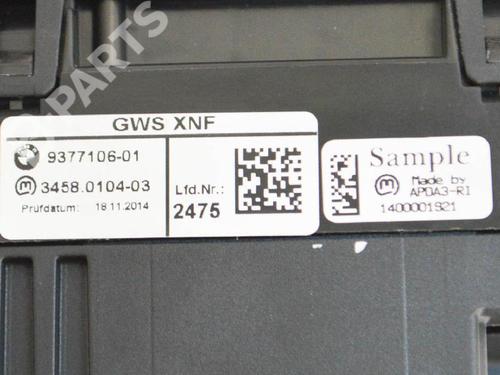 GWS XNF
9377106-01
3458.0104-03
Prüfdatum: 18.11.2014
Lfd.Nr.:
2475
Sample
Made by
APDA3-RI
1400001921
PARTS